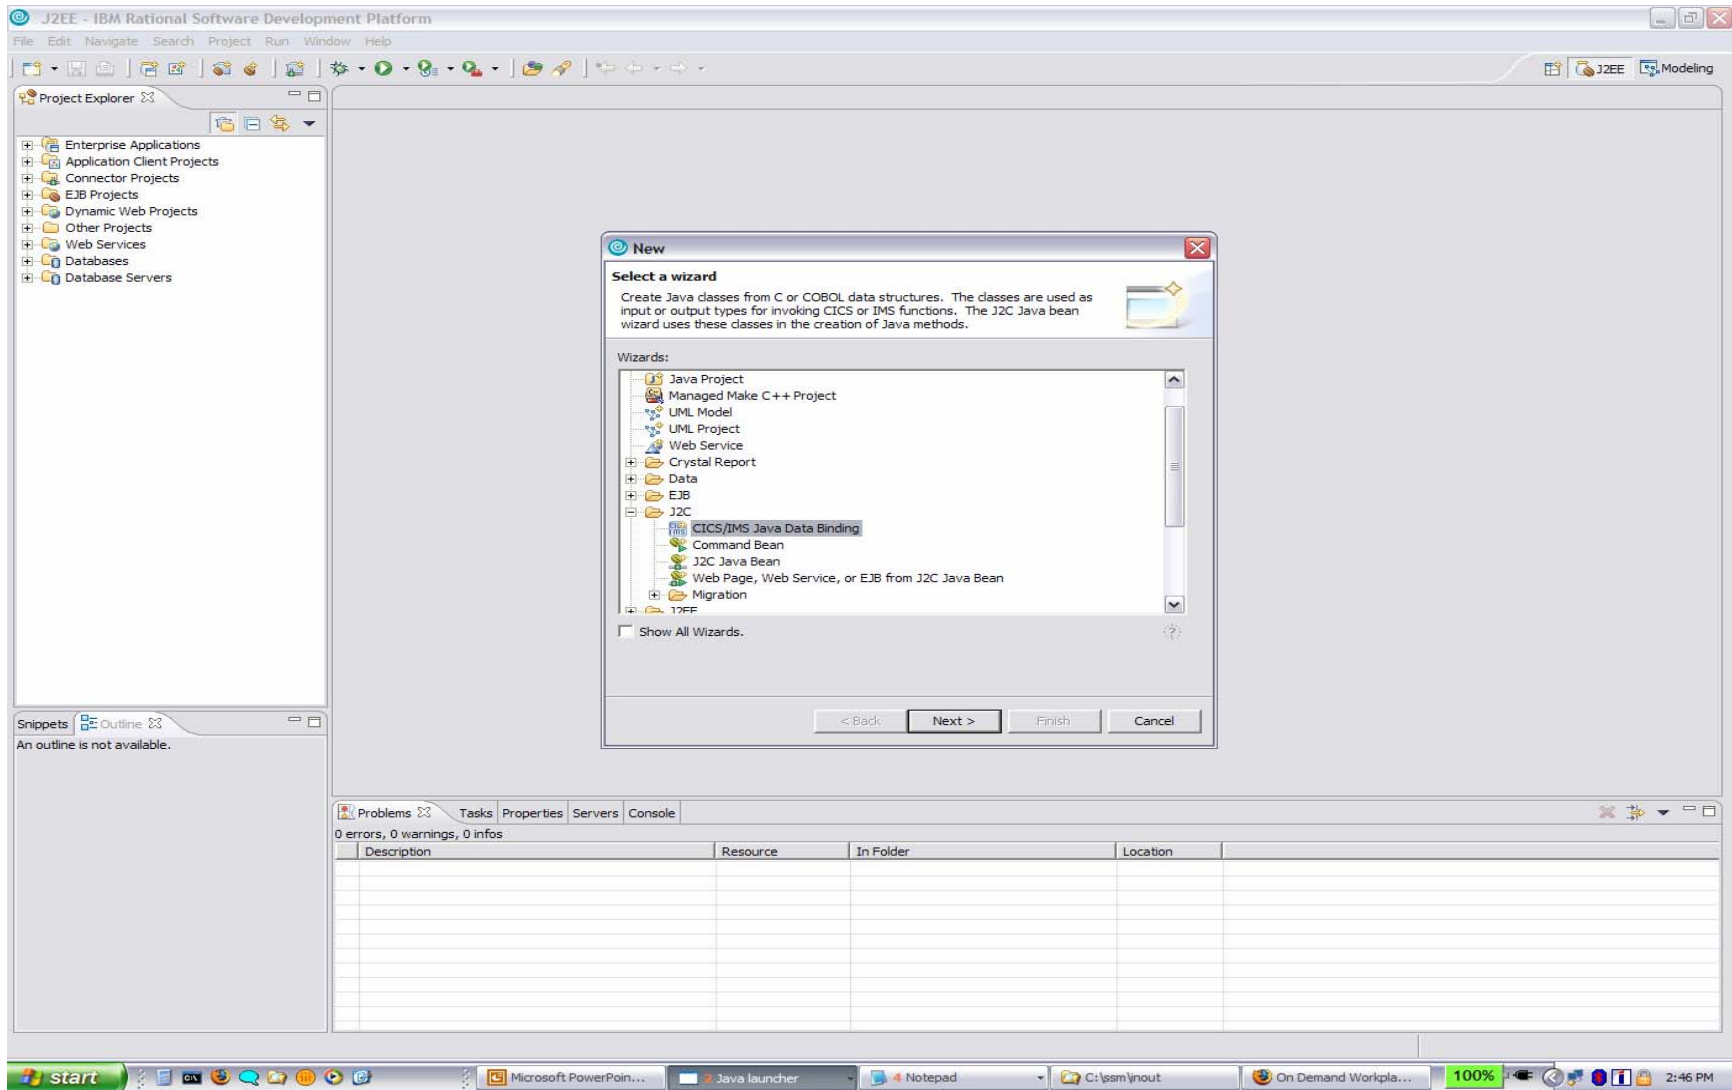 J2EE - IBM Rational Software Development Platform
File Edit Navigate Search Project Run Window Help
J2EE Modeling
Project Explorer
Enterprise Applications
Application Client Projects
Connector Projects
EJB Projects
Dynamic Web Projects
Other Projects
Web Services
Databases
Database Servers
New
Select a wizard
Create Java classes from C or COBOL data structures. The classes are used as
input or output types for invoking CICS or IMS functions. The J2C Java bean
wizard uses these classes in the creation of Java methods.
Wizards:
Java Project
Managed Make C++ Project
UML Model
UML Project
Web Service
Crystal Report
Data
EJB
J2C
CICS/IMS Java Data Binding
Command Bean
J2C Java Bean
Web Page, Web Service, or EJB from J2C Java Bean
Migration
J2EE
Show All Wizards.
< Back Next > Finish Cancel
Snippets Outline
An outline is not available.
Problems Tasks Properties Servers Console
0 errors, 0 warnings, 0 infos
Description Resource In Folder Location
start Microsoft PowerPoin... Java launcher 4 Notepad C:\ssm\inout On Demand Workpla... 100% 2:46 PM